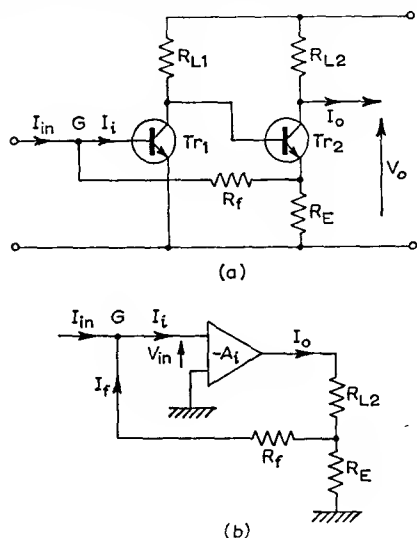 R_L1
R_L2
I_in
G
I_i
Tr_1
I_o
Tr_2
V_o
R_f
R_E
(a)
I_in
G
I_i
V_in
-A_i
I_o
I_f
R_L2
R_f
R_E
(b)